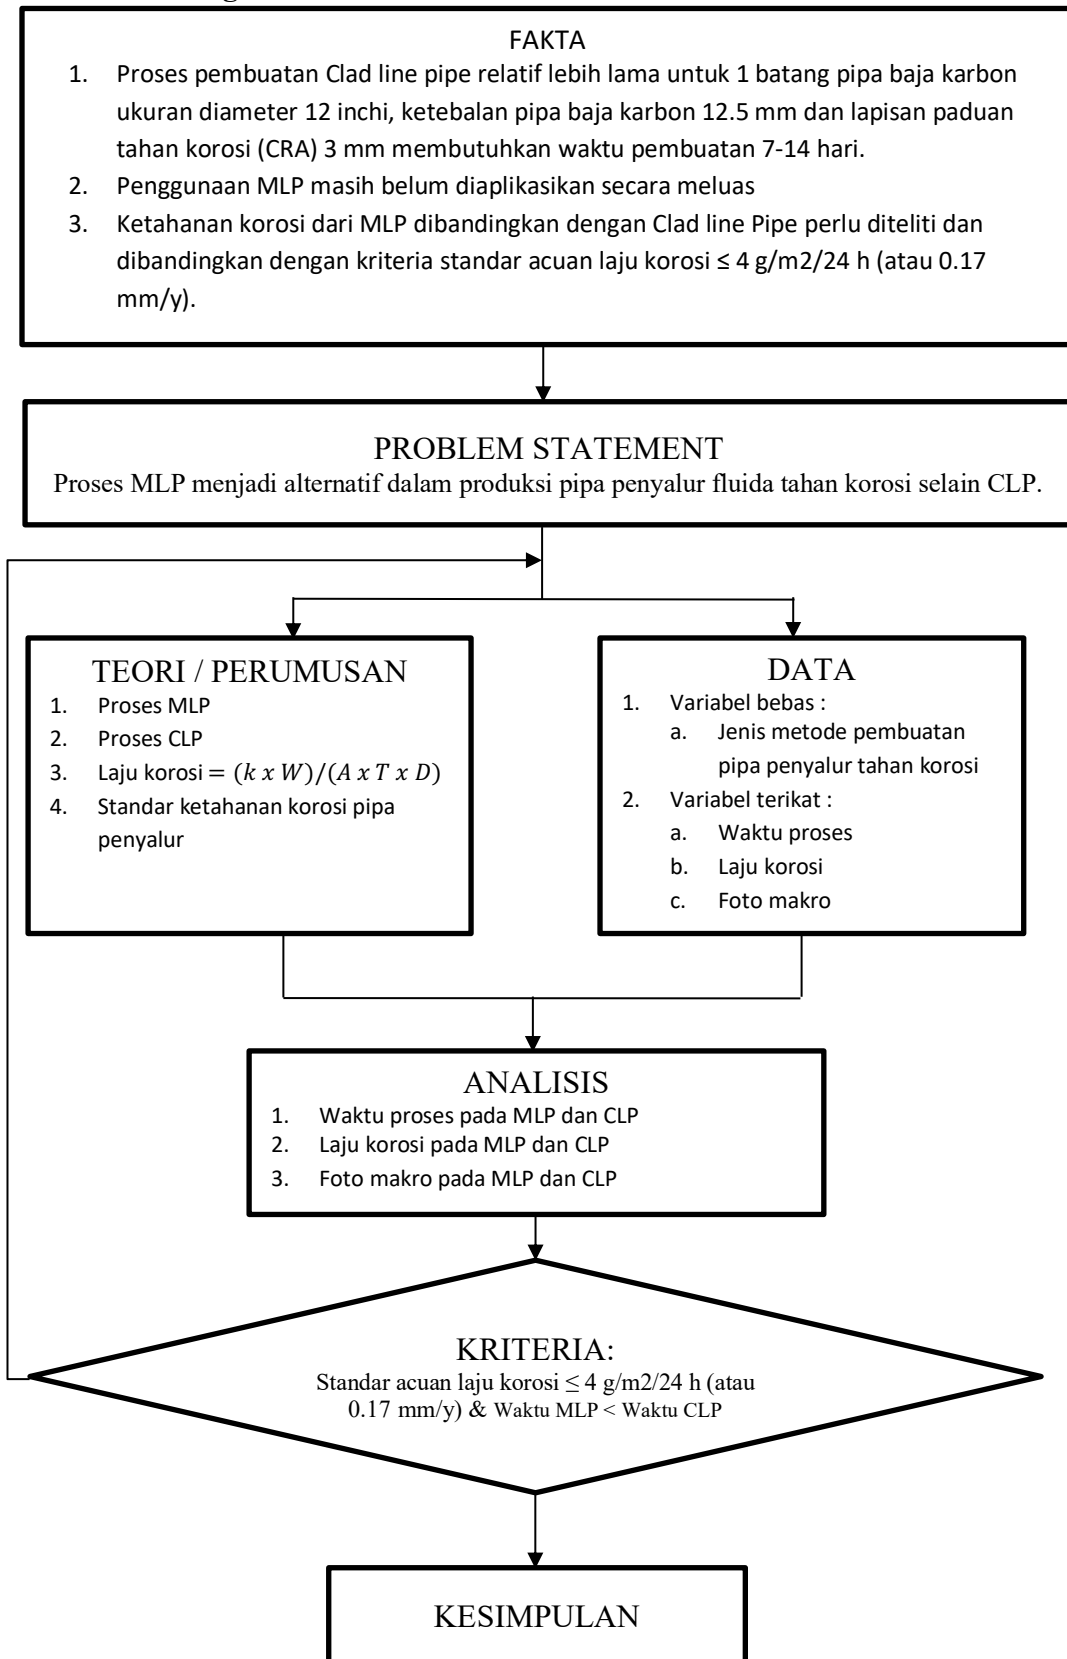 FAKTA
1. Proses pembuatan Clad line pipe relatif lebih lama untuk 1 batang pipa baja karbon
ukuran diameter 12 inchi, ketebalan pipa baja karbon 12.5 mm dan lapisan paduan
tahan korosi (CRA) 3 mm membutuhkan waktu pembuatan 7-14 hari.
2. Penggunaan MLP masih belum diaplikasikan secara meluas
3. Ketahanan korosi dari MLP dibandingkan dengan Clad line Pipe perlu diteliti dan
dibandingkan dengan kriteria standar acuan laju korosi ≤ 4 g/m2/24 h (atau 0.17
mm/y).
PROBLEM STATEMENT
Proses MLP menjadi alternatif dalam produksi pipa penyalur fluida tahan korosi selain CLP.
TEORI / PERUMUSAN
1. Proses MLP
2. Proses CLP
3. Laju korosi = (k x W)/(A x T x D)
4. Standar ketahanan korosi pipa
penyalur
DATA
1. Variabel bebas :
a. Jenis metode pembuatan
pipa penyalur tahan korosi
2. Variabel terikat :
a. Waktu proses
b. Laju korosi
c. Foto makro
ANALISIS
1. Waktu proses pada MLP dan CLP
2. Laju korosi pada MLP dan CLP
3. Foto makro pada MLP dan CLP
KRITERIA:
Standar acuan laju korosi ≤ 4 g/m2/24 h (atau
0.17 mm/y) & Waktu MLP < Waktu CLP
KESIMPULAN